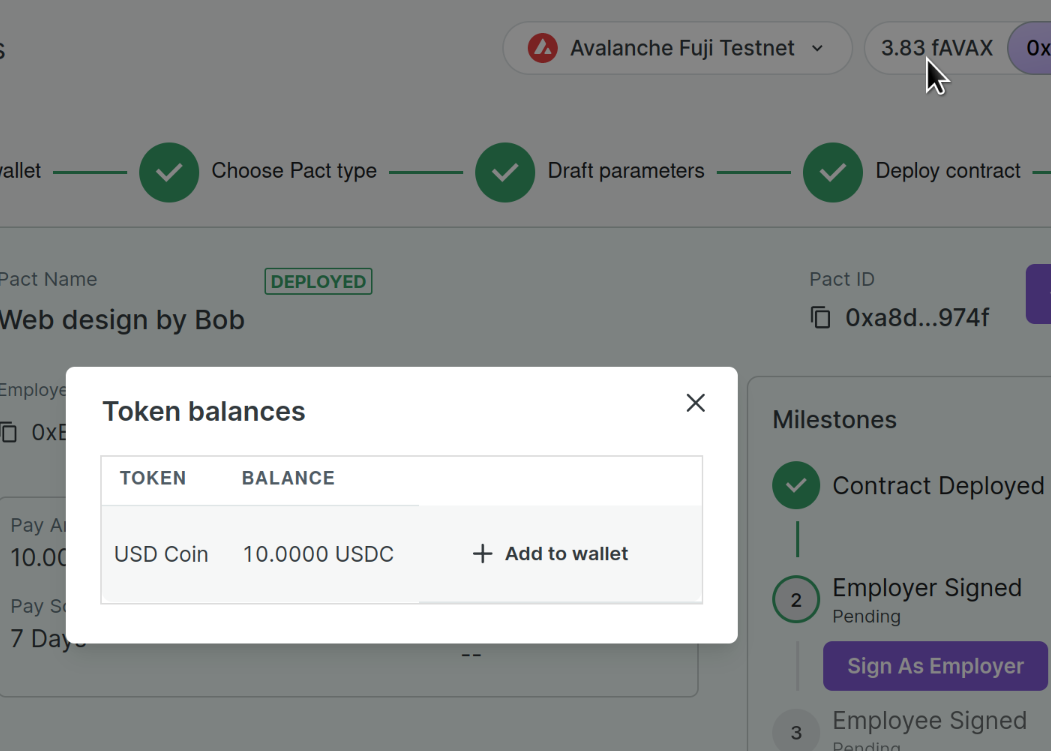 s
Avalanche Fuji Testnet
3.83 fAVAX
0x
wallet
Choose Pact type
Draft parameters
Deploy contract
Pact Name
DEPLOYED
Web design by Bob
Pact ID
0xa8d...974f
Employe
0xE
Token balances
TOKEN BALANCE
USD Coin 10.0000 USDC + Add to wallet
Pay A
10.00
Pay S
7 Days
--
Milestones
Contract Deployed
2
Employer Signed
Pending
Sign As Employer
3
Employee Signed
Pending